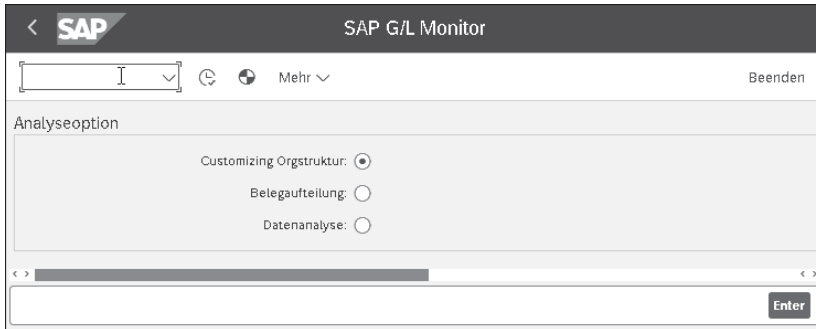 SAP SAP G/L Monitor
Mehr Beenden
Analyseoption
Customizing Orgstruktur:
Belegaufteilung:
Datenanalyse:
Enter